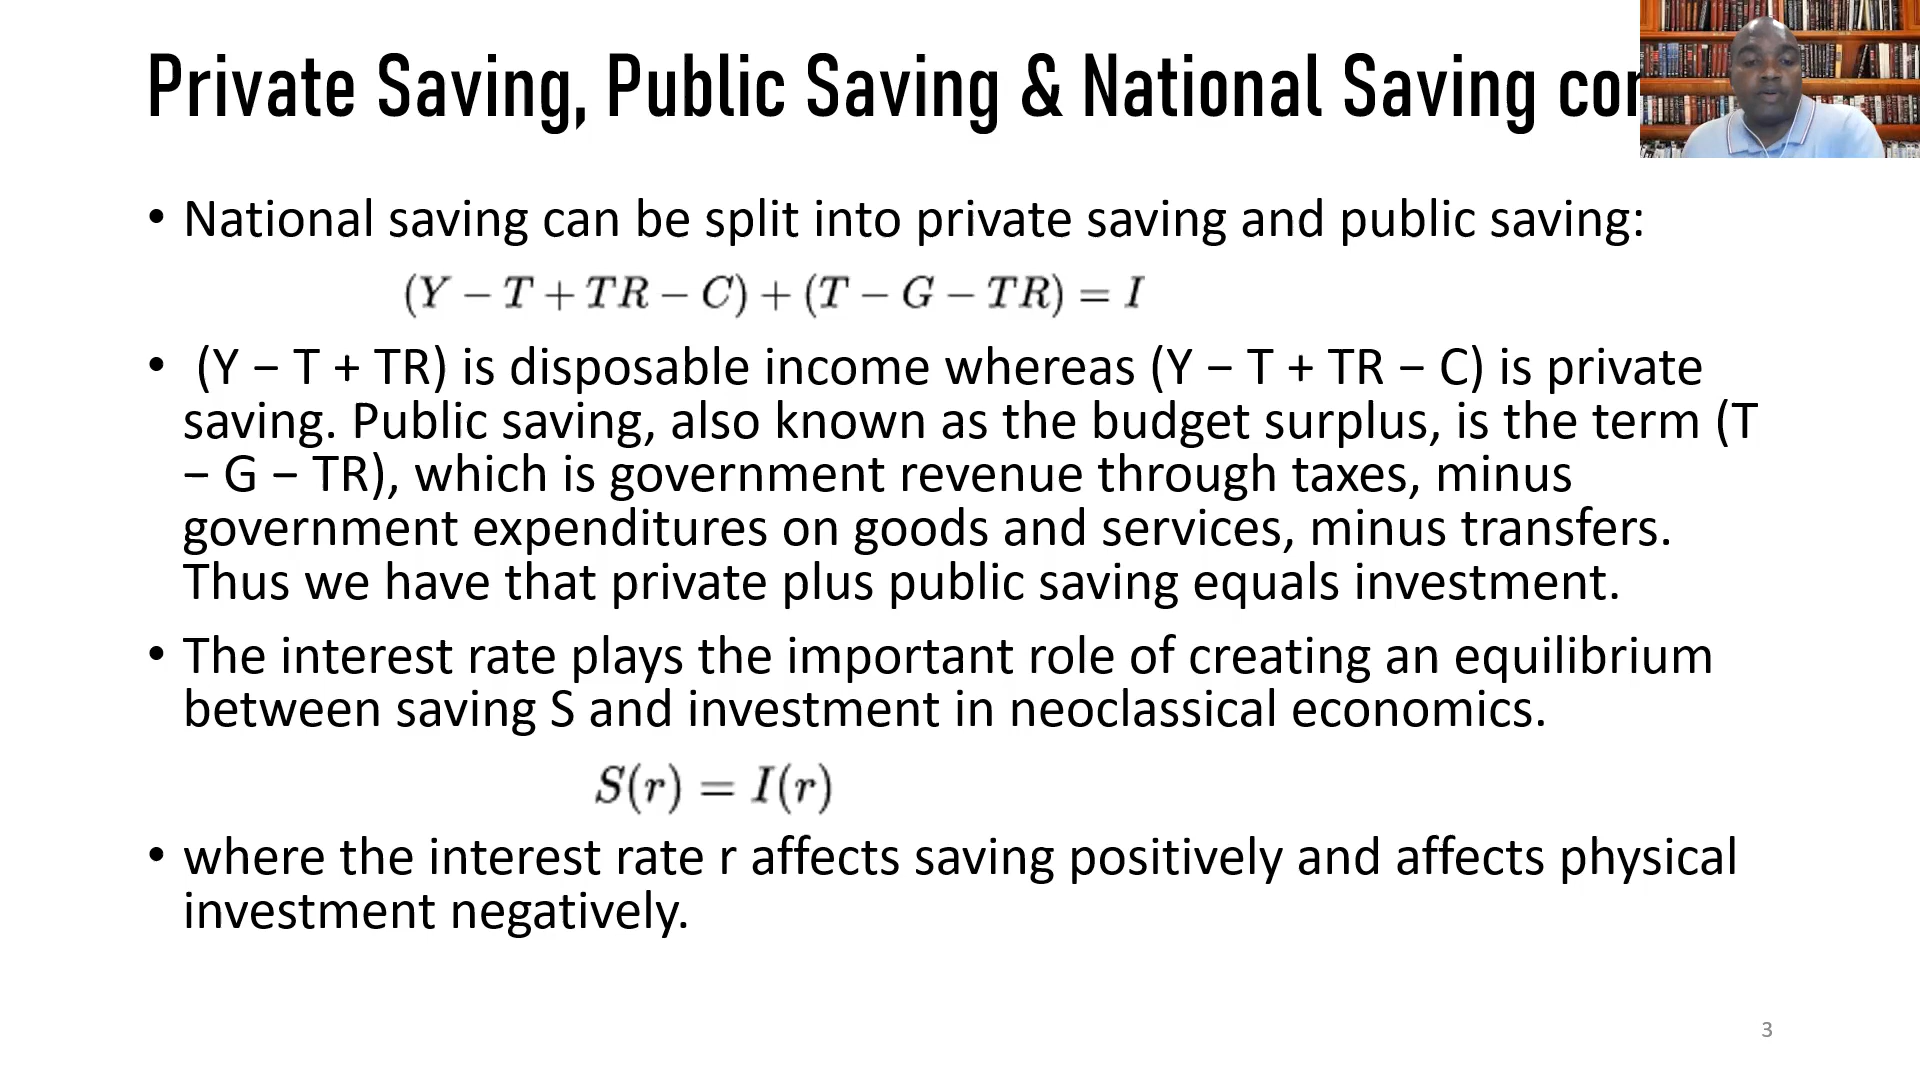 Private Saving, Public Saving & National Saving
• National saving can be split into private saving and public saving:
(Y − T + TR − C) + (T − G − TR) = I
• (Y − T + TR) is disposable income whereas (Y − T + TR − C) is private
saving. Public saving, also known as the budget surplus, is the term (T
− G − TR), which is government revenue through taxes, minus
government expenditures on goods and services, minus transfers.
Thus we have that private plus public saving equals investment.
• The interest rate plays the important role of creating an equilibrium
between saving S and investment in neoclassical economics.
S(r) = I(r)
• where the interest rate r affects saving positively and affects physical
investment negatively.
3